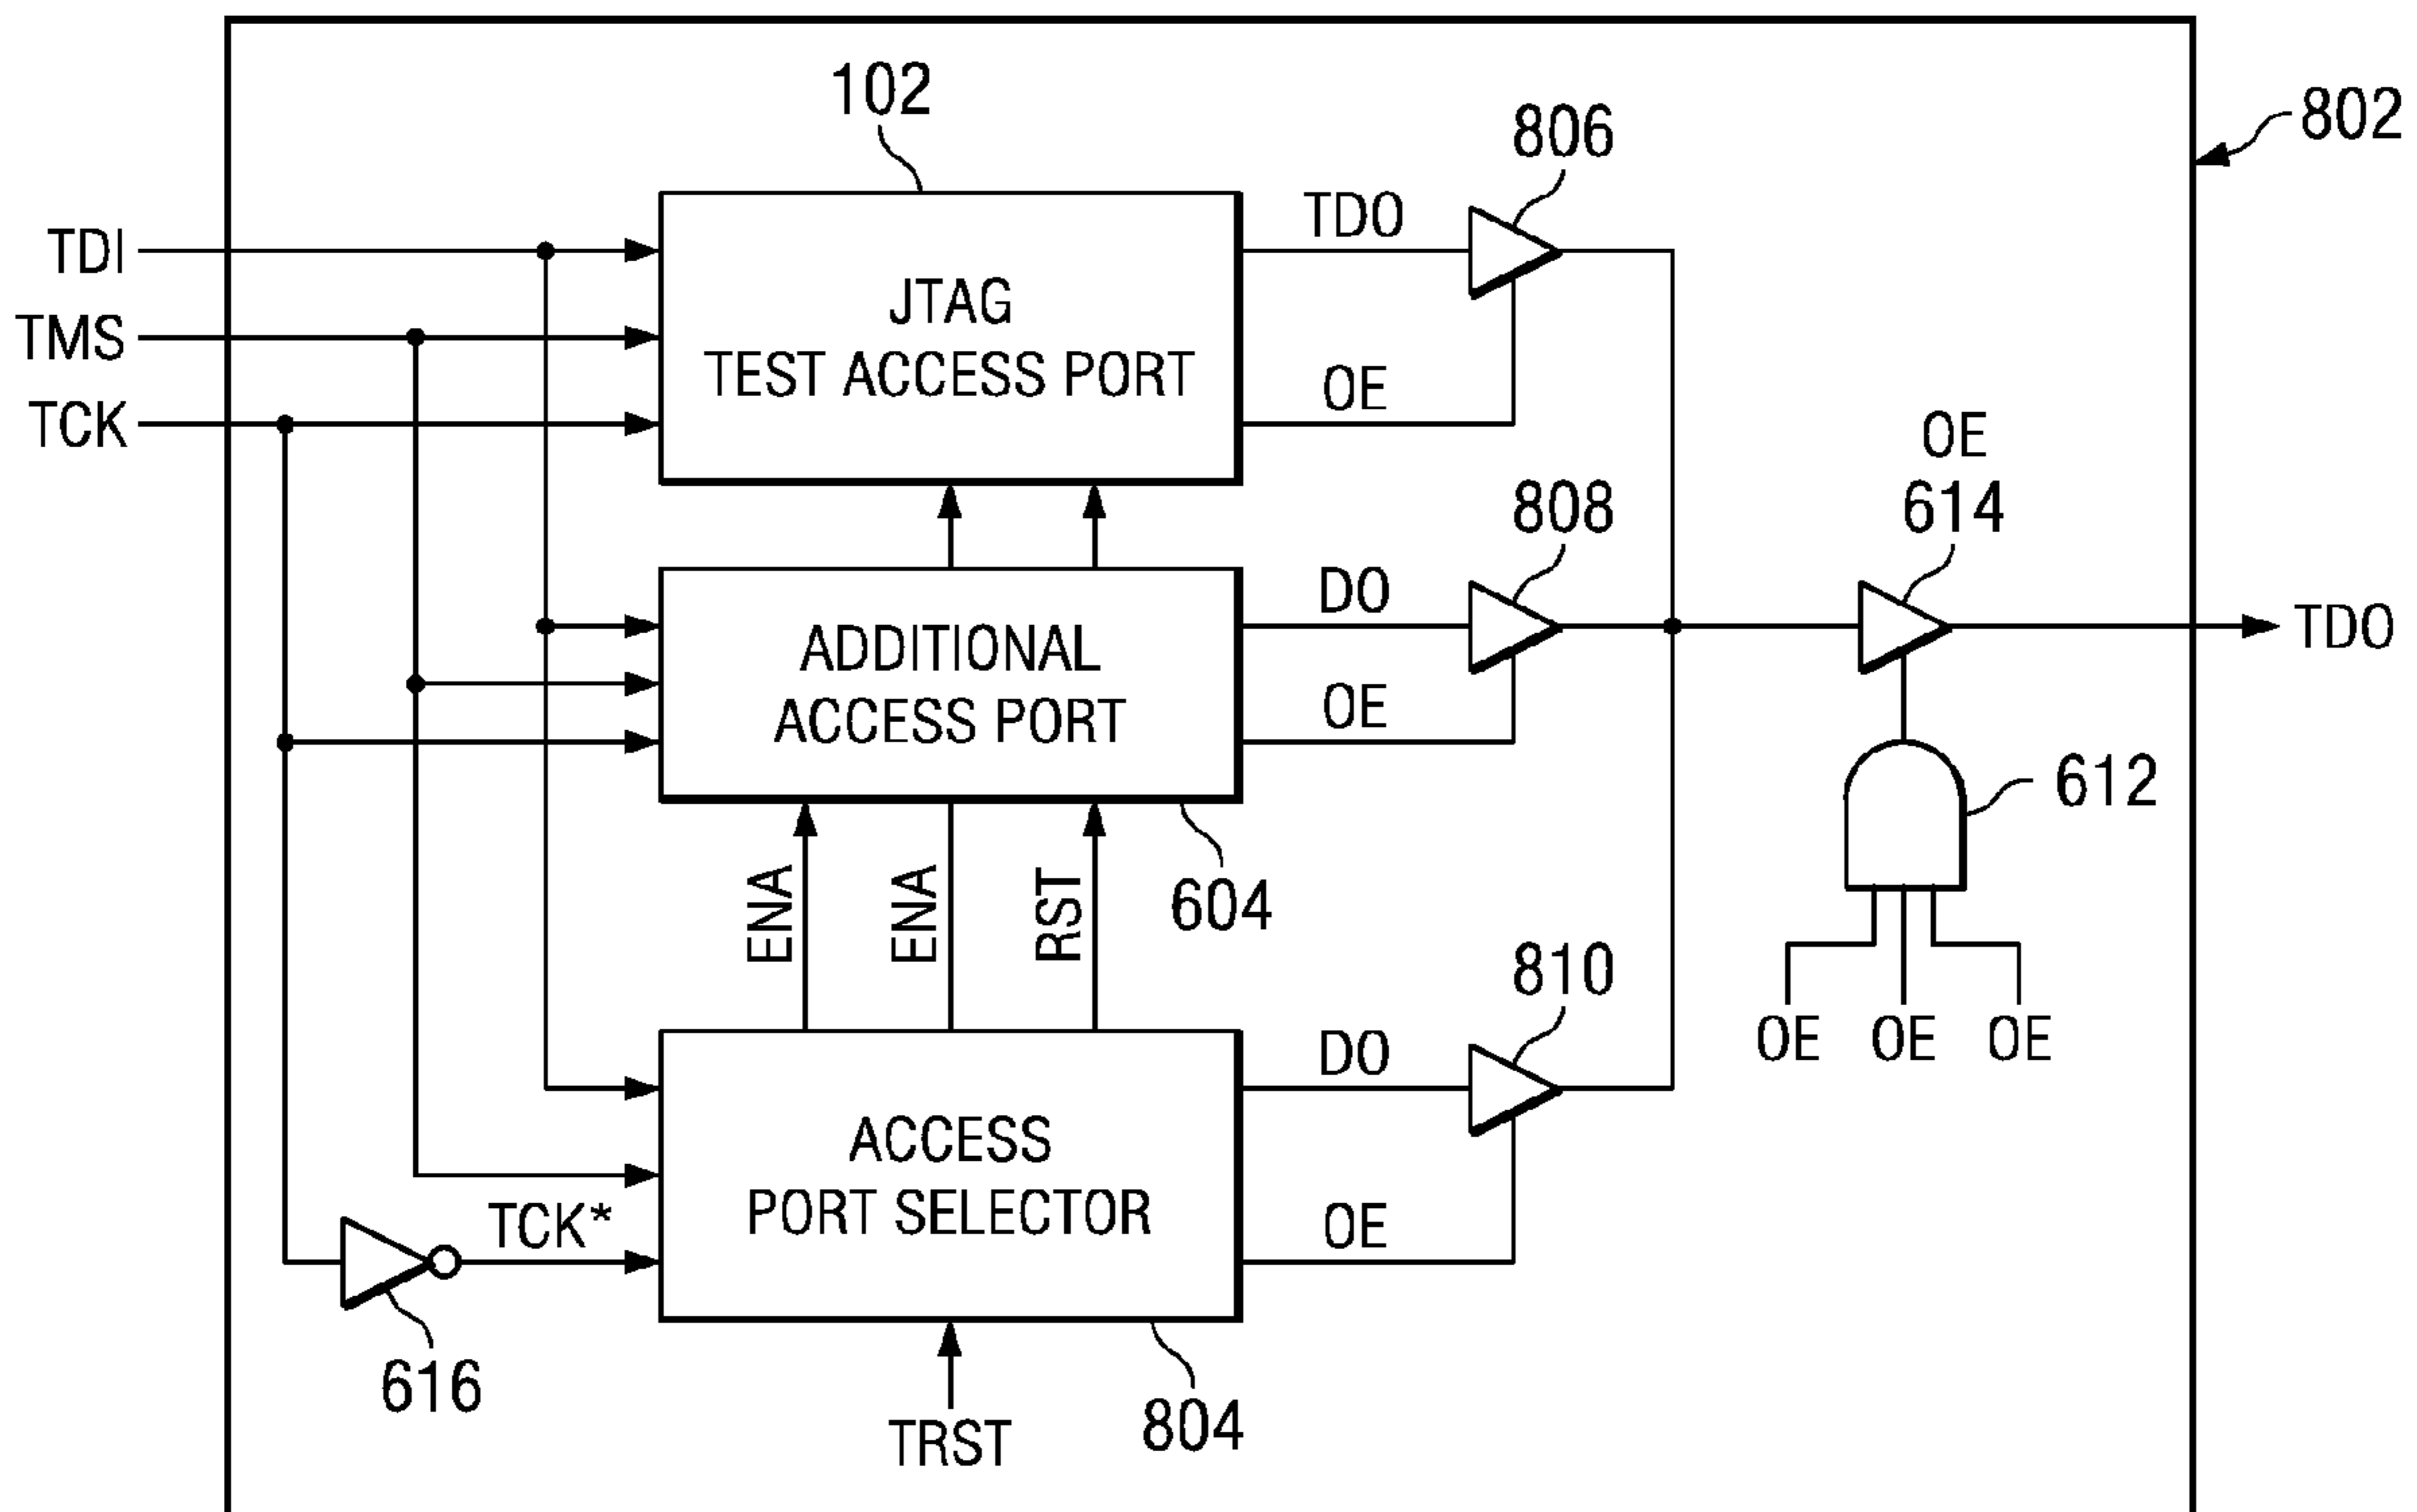 102
806
802
TDI
TDO
JTAG
TEST ACCESS PORT
TMS
TCK
OE
OE
614
808
DO
TDO
ADDITIONAL
ACCESS PORT
OE
612
ENA
ENA
RST
604
810
OE
OE
OE
DO
ACCESS
PORT SELECTOR
TCK*
OE
616
TRST
804